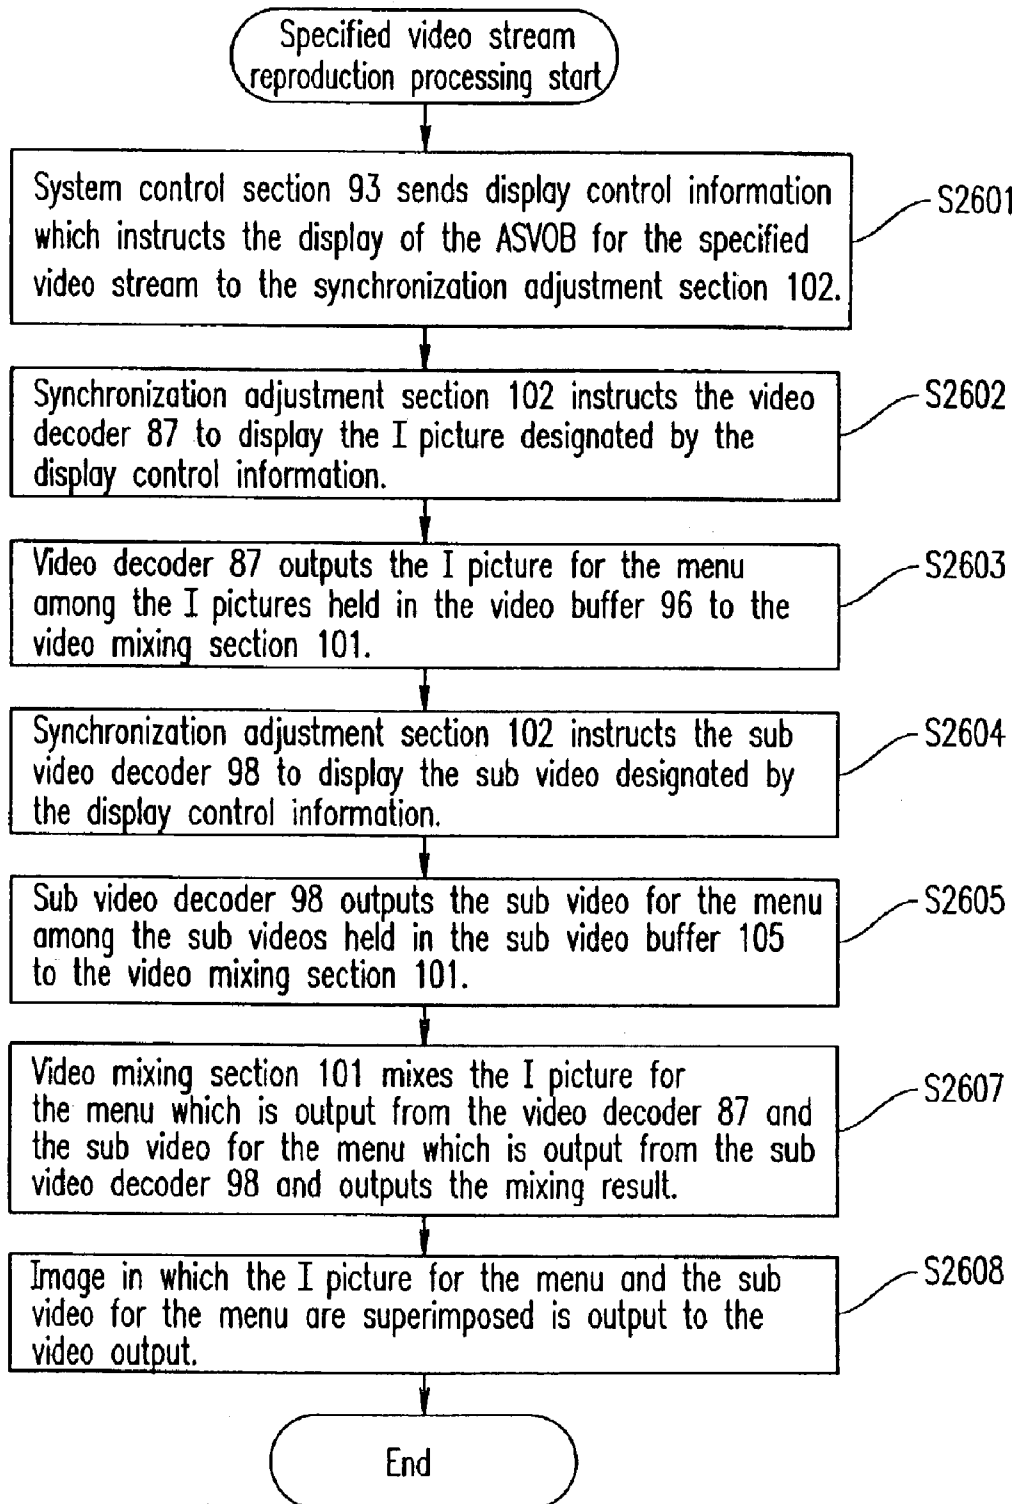 Specified video stream
reproduction processing start
System control section 93 sends display control information
which instructs the display of the ASVOB for the specified
video stream to the synchronization adjustment section 102.
S2601
Synchronization adjustment section 102 instructs the video
decoder 87 to display the I picture designated by the
display control information.
S2602
Video decoder 87 outputs the I picture for the menu
among the I pictures held in the video buffer 96 to the
video mixing section 101.
S2603
Synchronization adjustment section 102 instructs the sub
video decoder 98 to display the sub video designated by
the display control information.
S2604
Sub video decoder 98 outputs the sub video for the menu
among the sub videos held in the sub video buffer 105
to the video mixing section 101.
S2605
Video mixing section 101 mixes the I picture for
the menu which is output from the video decoder 87 and
the sub video for the menu which is output from the sub
video decoder 98 and outputs the mixing result.
S2607
Image in which the I picture for the menu and the sub
video for the menu are superimposed is output to the
video output.
S2608
End